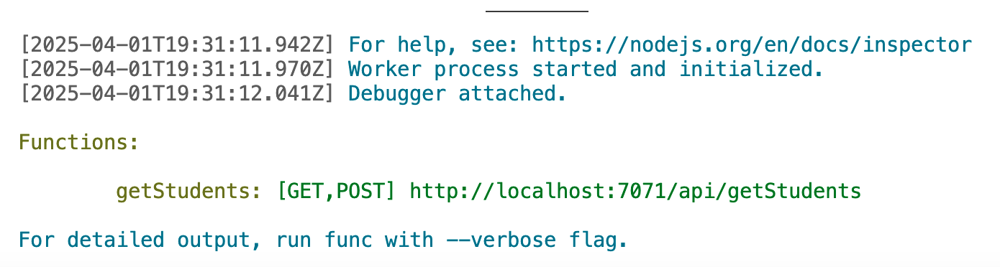 [2025-04-01T19:31:11.942Z] For help, see: https://nodejs.org/en/docs/inspector
[2025-04-01T19:31:11.970Z] Worker process started and initialized.
[2025-04-01T19:31:12.041Z] Debugger attached.
Functions:
getStudents: [GET,POST] http://localhost:7071/api/getStudents
For detailed output, run func with --verbose flag.